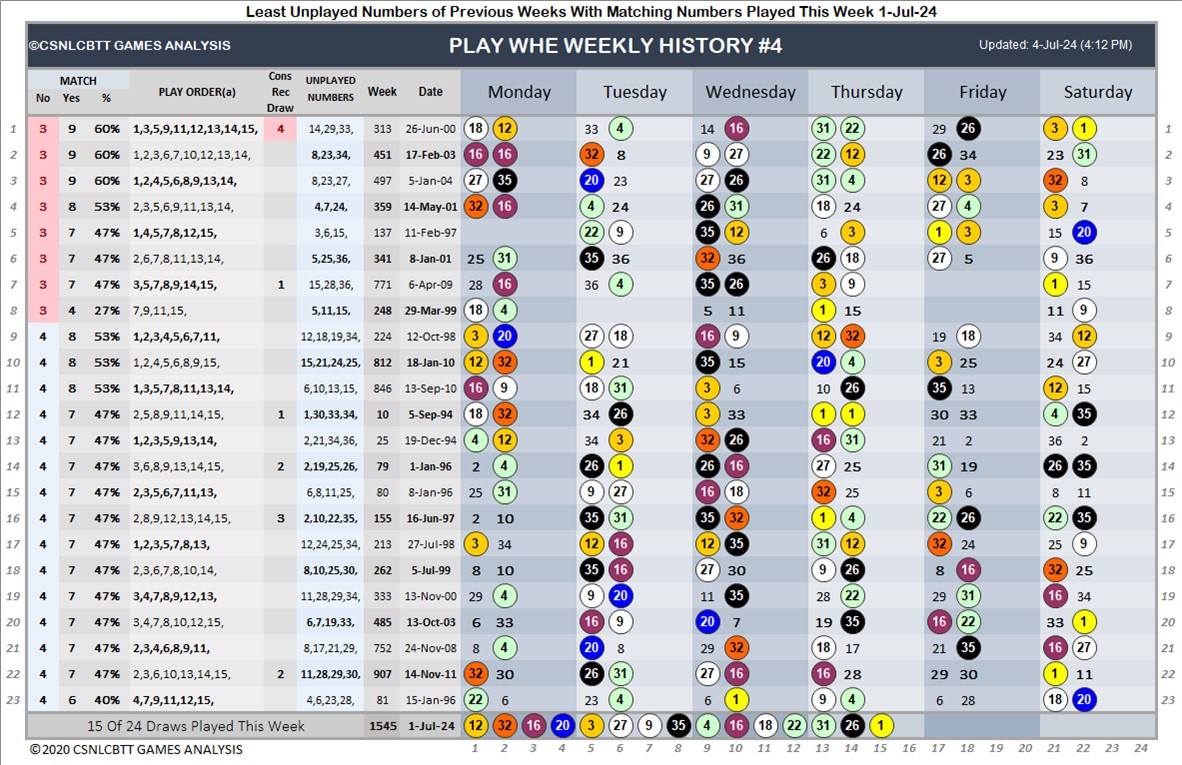 Least Unplayed Numbers of Previous Weeks With Matching Numbers Played This Week 1-Jul-24
©CSNLCBTT GAMES ANALYSIS PLAY WHE WEEKLY HISTORY #4 Updated: 4-Jul-24 (4:12 PM)
MATCH No Yes % PLAY ORDER(a) Cons Rec Draw UNPLAYED NUMBERS Week Date Monday Tuesday Wednesday Thursday Friday Saturday
1 3 9 60% 1,3,5,9,11,12,13,14,15, 4 14,29,33, 313 26-Jun-00 18 12 33 4 14 16 31 22 29 26 3 1 1
2 3 9 60% 1,2,3,6,7,10,12,13,14, 8,23,34, 451 17-Feb-03 16 16 32 8 9 27 22 12 26 34 23 31 2
3 3 9 60% 1,2,4,5,6,8,9,13,14, 8,23,27, 497 5-Jan-04 27 35 20 23 27 26 31 4 12 3 32 8 3
4 3 8 53% 2,3,5,6,9,11,13,14, 4,7,24, 359 14-May-01 32 16 4 24 26 31 18 24 27 4 3 7 4
5 3 7 47% 1,4,5,7,8,12,15, 3,6,15, 137 11-Feb-97 22 9 35 12 6 3 1 3 15 20 5
6 3 7 47% 2,6,7,8,11,13,14, 5,25,36, 341 8-Jan-01 25 31 35 36 32 36 26 18 27 5 9 36 6
7 3 7 47% 3,5,7,8,9,14,15, 1 15,28,36, 771 6-Apr-09 28 16 36 4 35 26 3 9 1 15 7
8 3 4 27% 7,9,11,15, 5,11,15, 248 29-Mar-99 18 4 5 11 1 15 11 9 8
9 4 8 53% 1,2,3,4,5,6,7,11, 12,18,19,34, 224 12-Oct-98 3 20 27 18 16 9 12 32 19 18 34 12 9
10 4 8 53% 1,2,4,5,6,8,9,15, 15,21,24,25, 812 18-Jan-10 12 32 1 21 35 15 20 4 3 25 24 27 10
11 4 8 53% 1,3,5,7,8,11,13,14, 6,10,13,15, 846 13-Sep-10 16 9 18 31 3 6 10 26 35 13 12 15 11
12 4 7 47% 2,5,8,9,11,14,15, 1 1,30,33,34, 10 5-Sep-94 18 32 34 26 3 33 1 1 30 33 4 35 12
13 4 7 47% 1,2,3,5,9,13,14, 2,21,34,36, 25 19-Dec-94 4 12 34 3 32 26 16 31 21 2 36 2 13
14 4 7 47% 3,6,8,9,13,14,15, 2 2,19,25,26, 79 1-Jan-96 2 4 26 1 26 16 27 25 31 19 26 35 14
15 4 7 47% 2,3,5,6,7,11,13, 6,8,11,25, 80 8-Jan-96 25 31 9 27 16 18 32 25 3 6 8 11 15
16 4 7 47% 2,8,9,12,13,14,15, 3 2,10,22,35, 155 16-Jun-97 2 10 35 31 35 32 1 4 22 26 22 35 16
17 4 7 47% 1,2,3,5,7,8,13, 12,24,25,34, 213 27-Jul-98 3 34 12 16 12 35 31 12 32 24 25 9 17
18 4 7 47% 2,3,6,7,8,10,14, 8,10,25,30, 262 5-Jul-99 8 10 35 16 27 30 9 26 8 16 32 25 18
19 4 7 47% 3,4,7,8,9,12,13, 11,28,29,34, 333 13-Nov-00 29 4 9 20 11 35 28 22 29 31 16 34 19
20 4 7 47% 3,4,7,8,10,12,15, 6,7,19,33, 485 13-Oct-03 6 33 16 9 20 7 19 35 16 22 33 1 20
21 4 7 47% 2,3,4,6,8,9,11, 8,17,21,29, 752 24-Nov-08 8 4 20 8 29 32 18 17 21 35 16 27 21
22 4 7 47% 2,3,6,10,13,14,15, 2 11,28,29,30, 907 14-Nov-11 32 30 26 31 27 16 16 28 29 30 1 11 22
23 4 6 40% 4,7,9,11,12,15, 4,6,23,28, 81 15-Jan-96 22 6 23 4 6 1 9 4 6 28 18 20 23
15 Of 24 Draws Played This Week 1545 1-Jul-24 12 32 16 20 3 27 9 35 4 16 18 22 31 26 1
© 2020 CSNLCBTT GAMES ANALYSIS 1 2 3 4 5 6 7 8 9 10 11 12 13 14 15 16 17 18 19 20 21 22 23 24